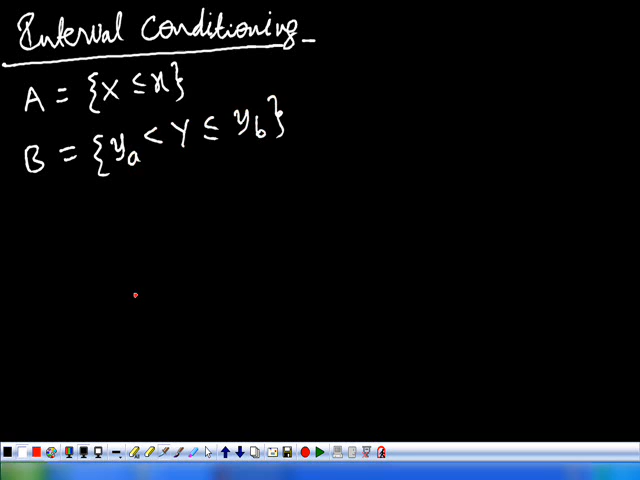 Interval Conditioning
A = {X ≤ x}
B = {y_a < Y ≤ y_b}